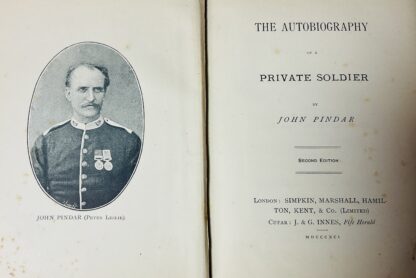 JOHN PINDAR (PETER LESLIE)
THE AUTOBIOGRAPHY
OF A
PRIVATE SOLDIER
BY
JOHN PINDAR
SECOND EDITION
LONDON: SIMPKIN, MARSHALL, HAMIL
TON, KENT, & CO. (LIMITED)
CUPAR: J. & G. INNES, Fife Herald
MDCCCXCI